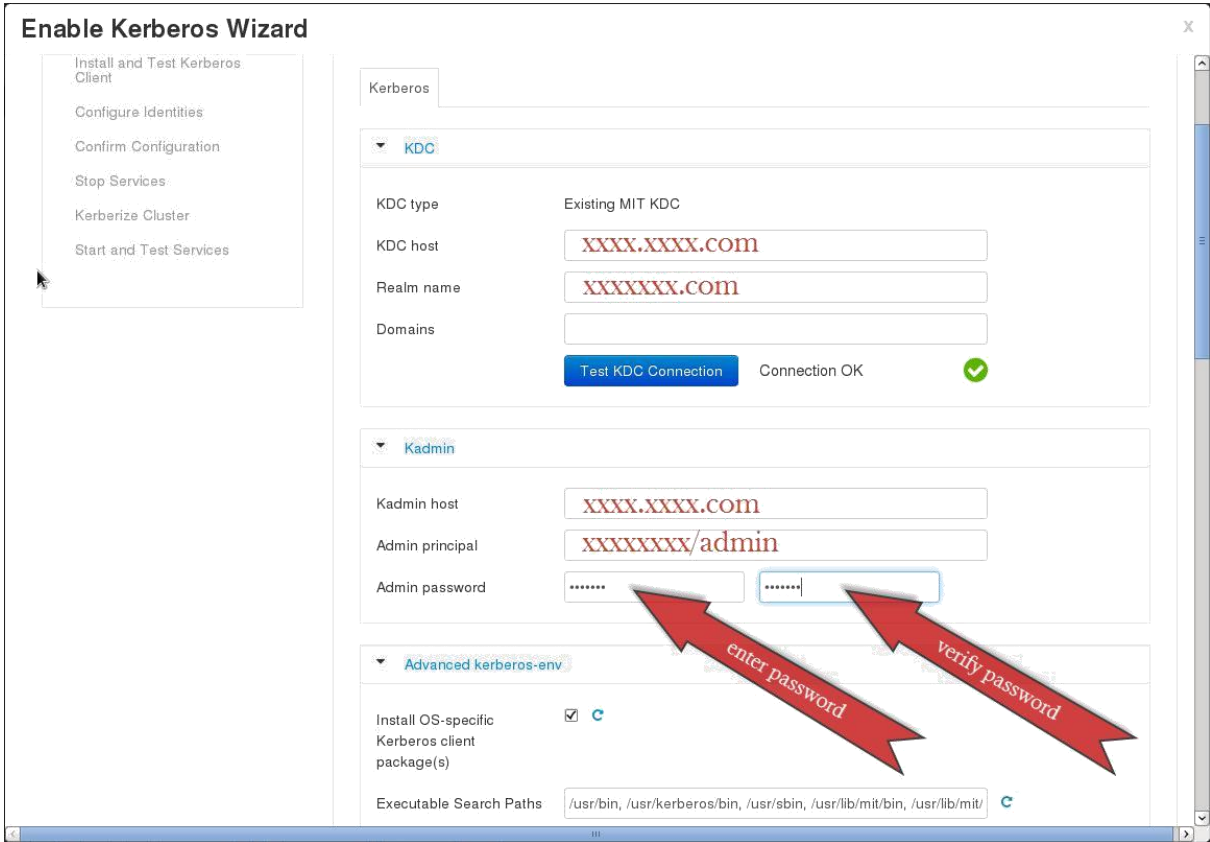 Enable Kerberos Wizard
X
Install and Test Kerberos
Client
Configure Identities
Confirm Configuration
Stop Services
Kerberize Cluster
Start and Test Services
Kerberos
KDC
KDC type Existing MIT KDC
KDC host xxxx.xxxx.com
Realm name xxxxxxx.com
Domains
Test KDC Connection Connection OK
Kadmin
Kadmin host xxxx.xxxx.com
Admin principal xxxxxxxx/admin
Admin password ••••••• •••••••
enter password
verify password
Advanced kerberos-env
Install OS-specific
Kerberos client
package(s)
Executable Search Paths /usr/bin, /usr/kerberos/bin, /usr/sbin, /usr/lib/mit/bin, /usr/lib/mit/